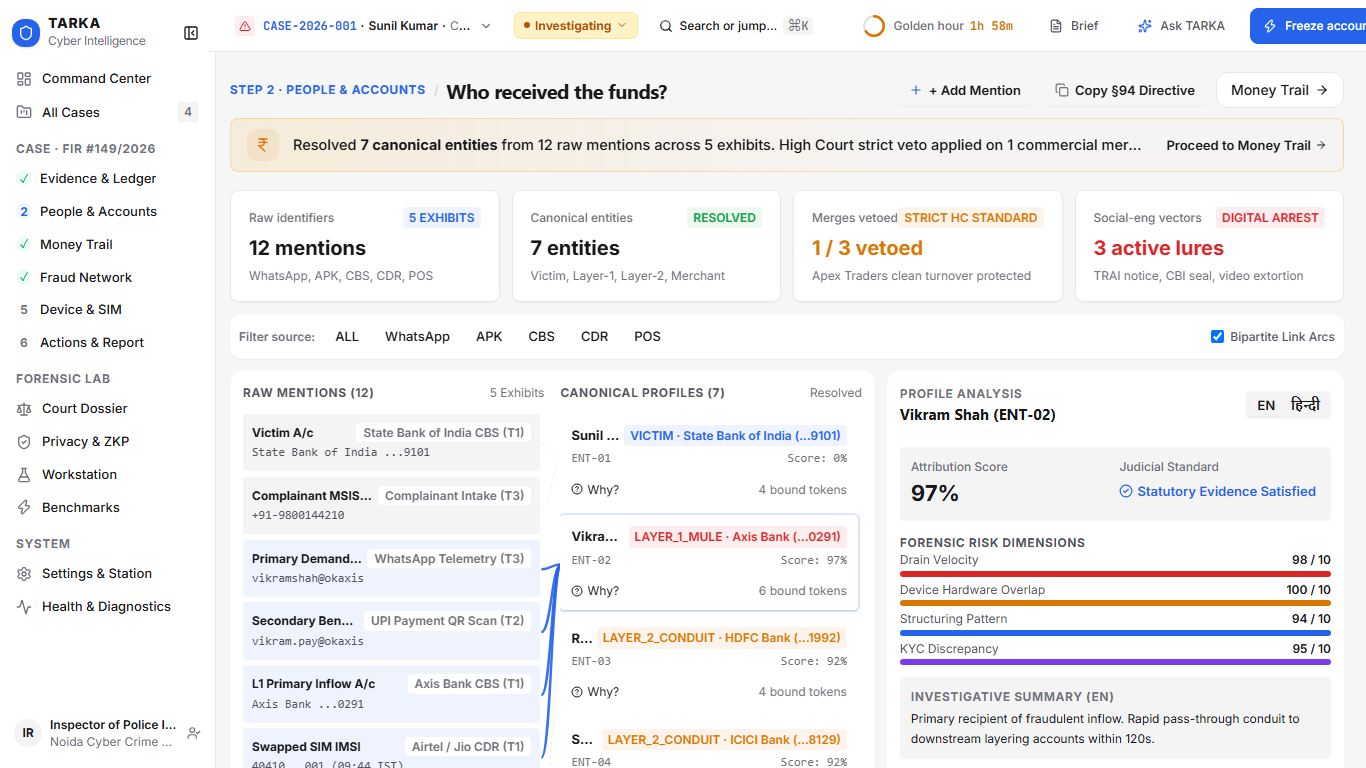 TARKA
Cyber Intelligence
Command Center
All Cases 4
CASE · FIR #149/2026
✓ Evidence & Ledger
2 People & Accounts
✓ Money Trail
✓ Fraud Network
5 Device & SIM
6 Actions & Report
FORENSIC LAB
Court Dossier
Privacy & ZKP
Workstation
Benchmarks
SYSTEM
Settings & Station
Health & Diagnostics
IR Inspector of Police I...
Noida Cyber Crime ...
CASE-2026-001 · Sunil Kumar · C... Investigating Search or jump... ⌘K Golden hour 1h 58m Brief Ask TARKA Freeze accou
STEP 2 · PEOPLE & ACCOUNTS / Who received the funds? + + Add Mention Copy §94 Directive Money Trail →
₹ Resolved 7 canonical entities from 12 raw mentions across 5 exhibits. High Court strict veto applied on 1 commercial mer... Proceed to Money Trail →
Raw identifiers 5 EXHIBITS
12 mentions
WhatsApp, APK, CBS, CDR, POS
Canonical entities RESOLVED
7 entities
Victim, Layer-1, Layer-2, Merchant
Merges vetoed STRICT HC STANDARD
1 / 3 vetoed
Apex Traders clean turnover protected
Social-eng vectors DIGITAL ARREST
3 active lures
TRAI notice, CBI seal, video extortion
Filter source: ALL WhatsApp APK CBS CDR POS Bipartite Link Arcs
RAW MENTIONS (12) 5 Exhibits
Victim A/c State Bank of India CBS (T1)
State Bank of India ...9101
Complainant MSIS... Complainant Intake (T3)
+91-9800144210
Primary Demand... WhatsApp Telemetry (T3)
vikramshah@okaxis
Secondary Ben... UPI Payment QR Scan (T2)
vikram.pay@okaxis
L1 Primary Inflow A/c Axis Bank CBS (T1)
Axis Bank ...0291
Swapped SIM IMSI Airtel / Jio CDR (T1)
40410...001 (09:44 IST)
CANONICAL PROFILES (7) Resolved
Sunil ... VICTIM · State Bank of India (...9101)
ENT-01 Score: 0%
Why? 4 bound tokens
Vikra... LAYER_1_MULE · Axis Bank (...0291)
ENT-02 Score: 97%
Why? 6 bound tokens
R... LAYER_2_CONDUIT · HDFC Bank (...1992)
ENT-03 Score: 92%
Why? 4 bound tokens
S... LAYER_2_CONDUIT · ICICI Bank (...8129)
ENT-04 Score: 92%
PROFILE ANALYSIS
Vikram Shah (ENT-02) EN हिन्दी
Attribution Score
97%
Judicial Standard
Statutory Evidence Satisfied
FORENSIC RISK DIMENSIONS
Drain Velocity 98 / 10
Device Hardware Overlap 100 / 10
Structuring Pattern 94 / 10
KYC Discrepancy 95 / 10
INVESTIGATIVE SUMMARY (EN)
Primary recipient of fraudulent inflow. Rapid pass-through conduit to
downstream layering accounts within 120s.